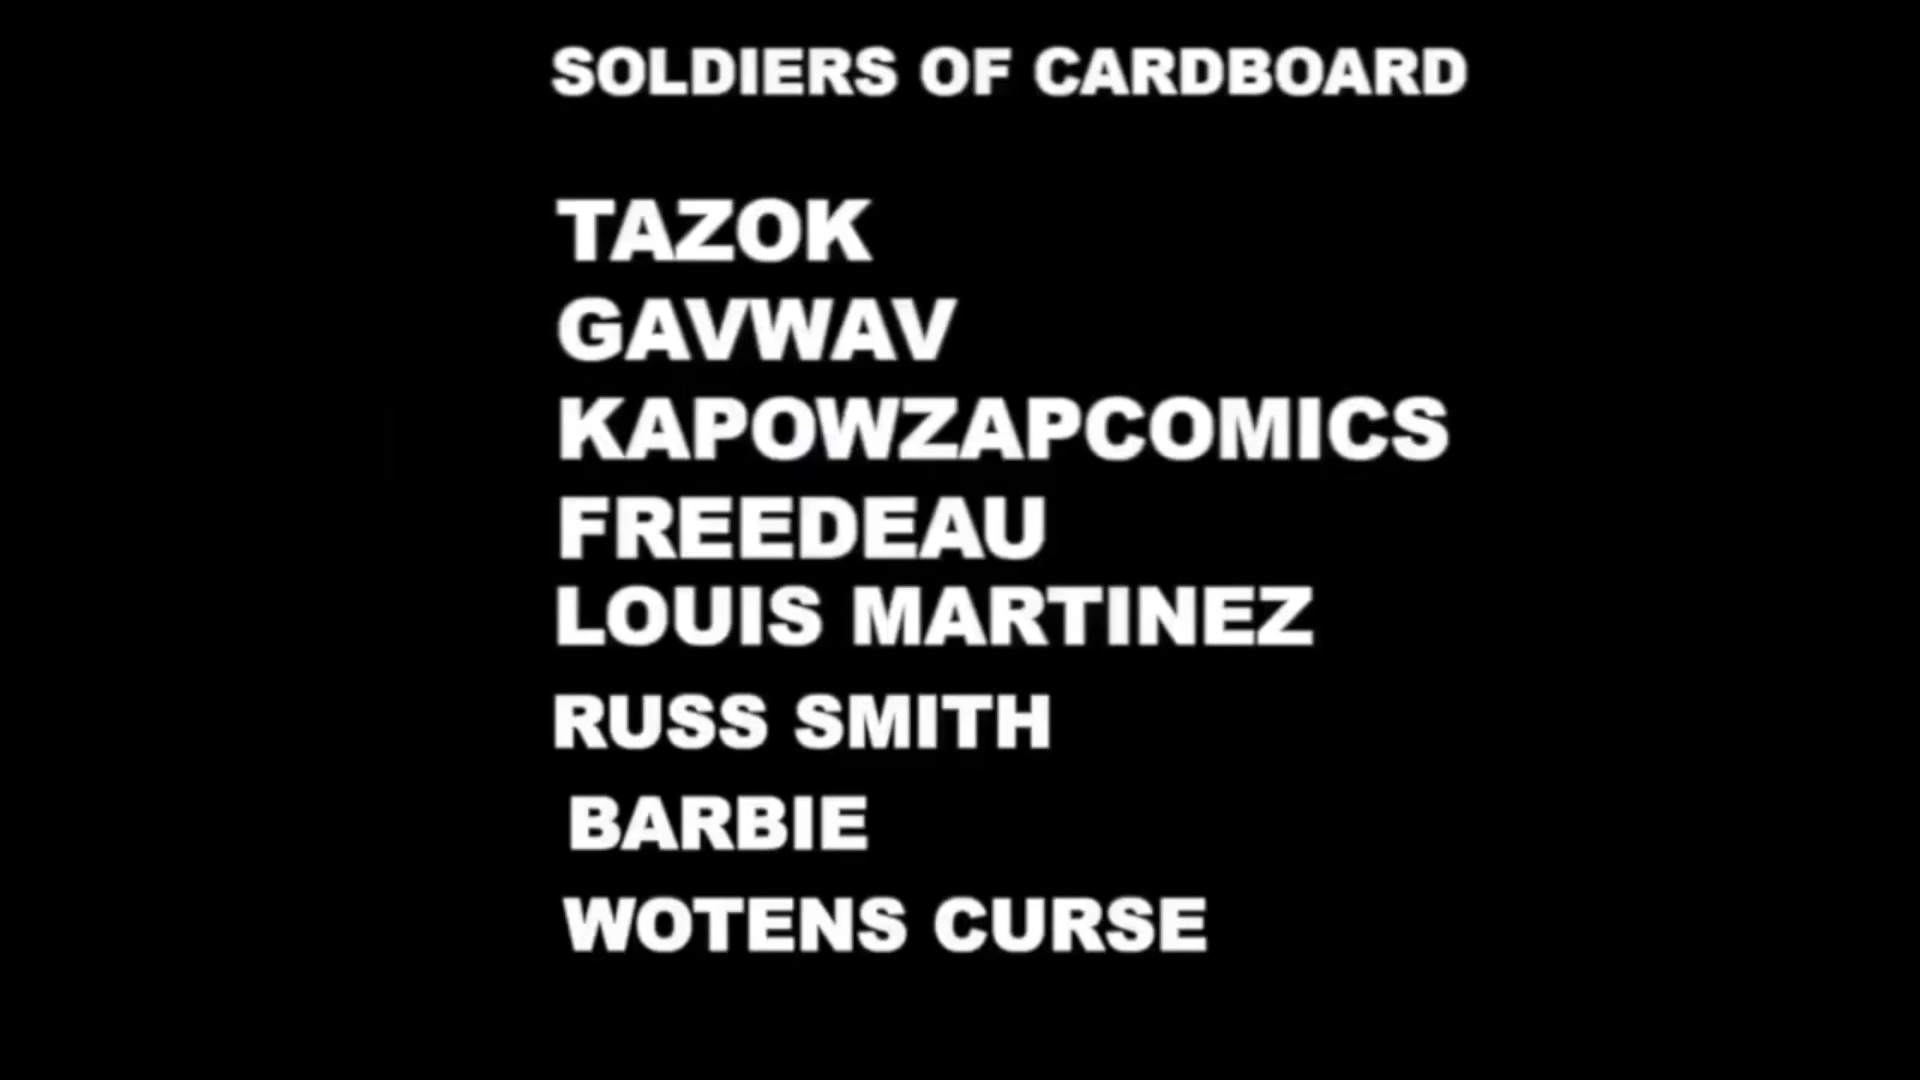 SOLDIERS OF CARDBOARD
TAZOK
GAVWAV
KAPOWZAPCOMICS
FREEDEAU
LOUIS MARTINEZ
RUSS SMITH
BARBIE
WOTENS CURSE